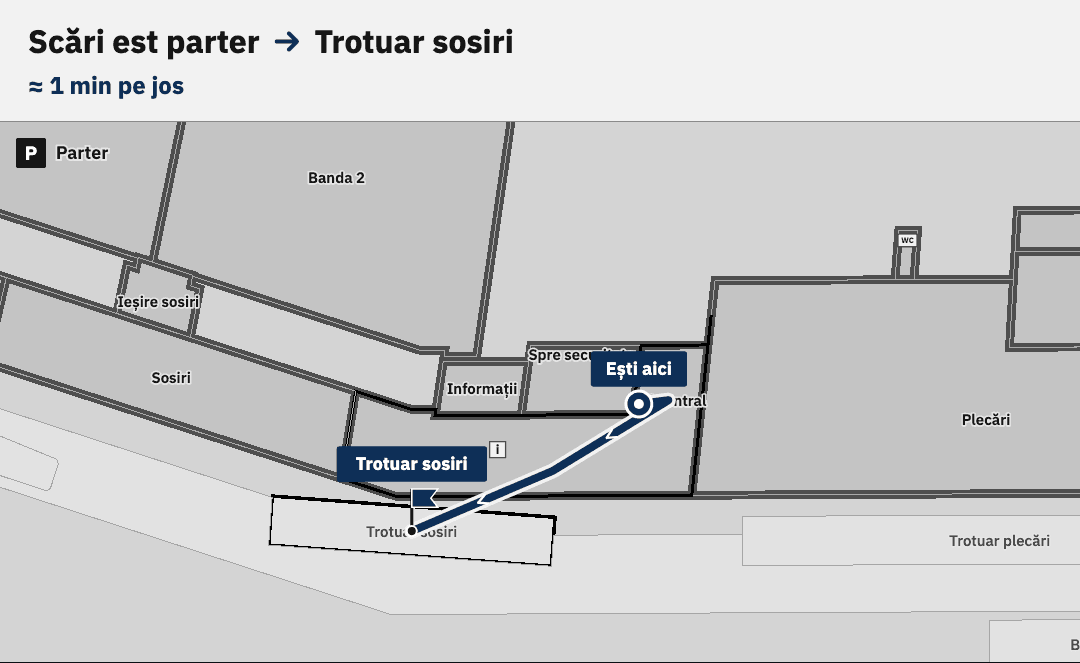 Scări est parter → Trotuar sosiri
≈ 1 min pe jos
P Parter
Banda 2
wc
Ieșire sosiri
Spre
Ești aici
Sosiri
Informații
Plecări
i
Trotuar sosiri
Trotuar plecări